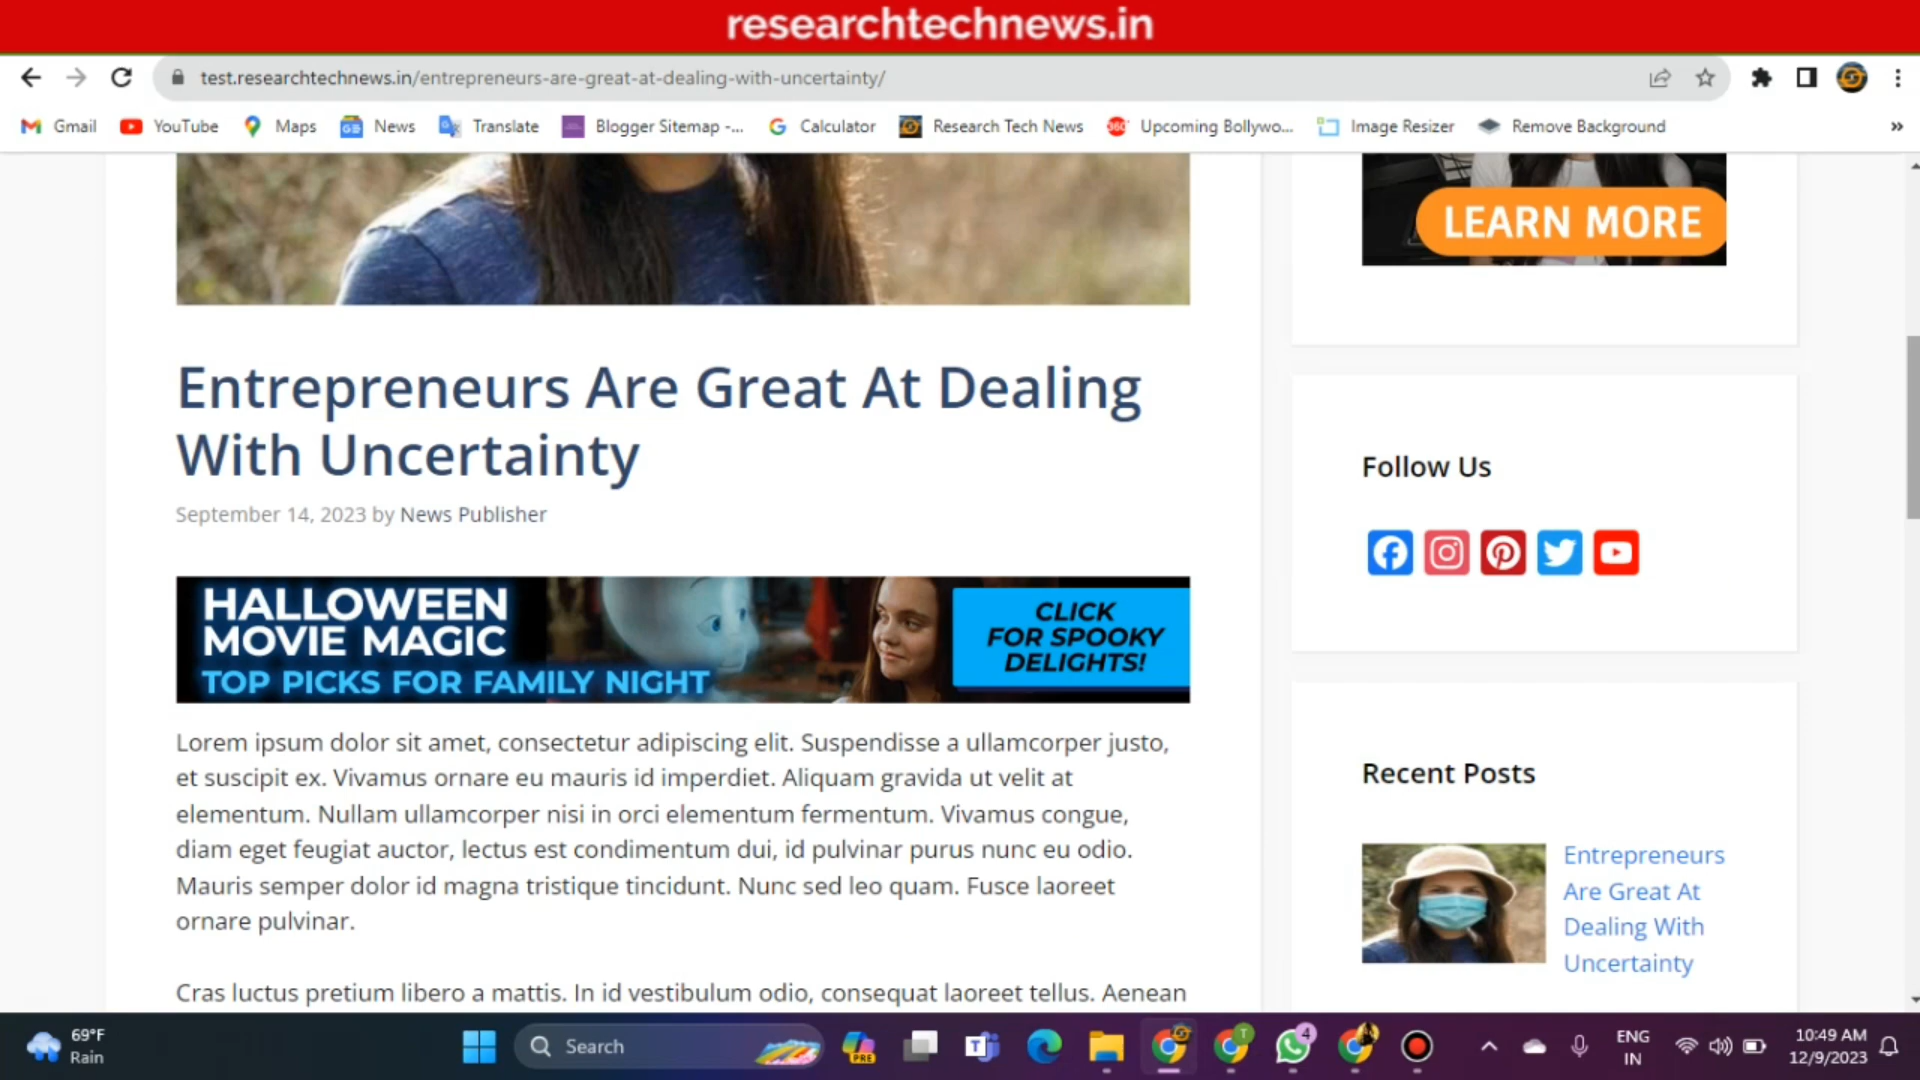 researchtechnews.in
test.researchtechnews.in/entrepreneurs-are-great-at-dealing-with-uncertainty/
Gmail YouTube Maps News Translate Blogger Sitemap -... Calculator Research Tech News Upcoming Bollywo... Image Resizer Remove Background »
LEARN MORE
Entrepreneurs Are Great At Dealing
With Uncertainty
September 14, 2023 by News Publisher
HALLOWEEN
MOVIE MAGIC
TOP PICKS FOR FAMILY NIGHT
CLICK
FOR SPOOKY
DELIGHTS!
Lorem ipsum dolor sit amet, consectetur adipiscing elit. Suspendisse a ullamcorper justo,
et suscipit ex. Vivamus ornare eu mauris id imperdiet. Aliquam gravida ut velit at
elementum. Nullam ullamcorper nisi in orci elementum fermentum. Vivamus congue,
diam eget feugiat auctor, lectus est condimentum dui, id pulvinar purus nunc eu odio.
Mauris semper dolor id magna tristique tincidunt. Nunc sed leo quam. Fusce laoreet
ornare pulvinar.
Cras luctus pretium libero a mattis. In id vestibulum odio, consequat laoreet tellus. Aenean
Follow Us
Recent Posts
Entrepreneurs
Are Great At
Dealing With
Uncertainty
69°F
Rain
Search
PRE
T
T
4
ENG
IN
10:49 AM
12/9/2023